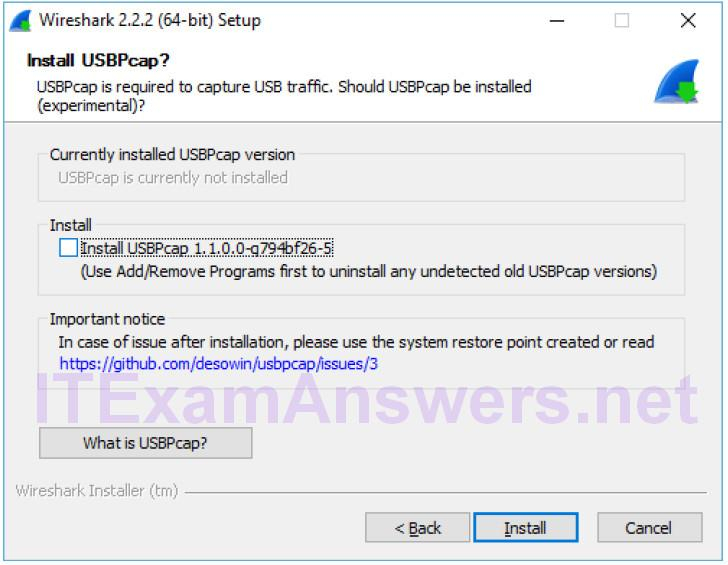 Wireshark 2.2.2 (64-bit) Setup
Install USBPcap?
USBPcap is required to capture USB traffic. Should USBPcap be installed
(experimental)?
Currently installed USBPcap version
USBPcap is currently not installed
Install
Install USBPcap 1.1.0.0-g794bf26-5
(Use Add/Remove Programs first to uninstall any undetected old USBPcap versions)
Important notice
In case of issue after installation, please use the system restore point created or read
https://github.com/desowin/usbpcap/issues/3
ITExamAnswers.net
What is USBPcap?
Wireshark Installer (tm)
< Back
Install
Cancel